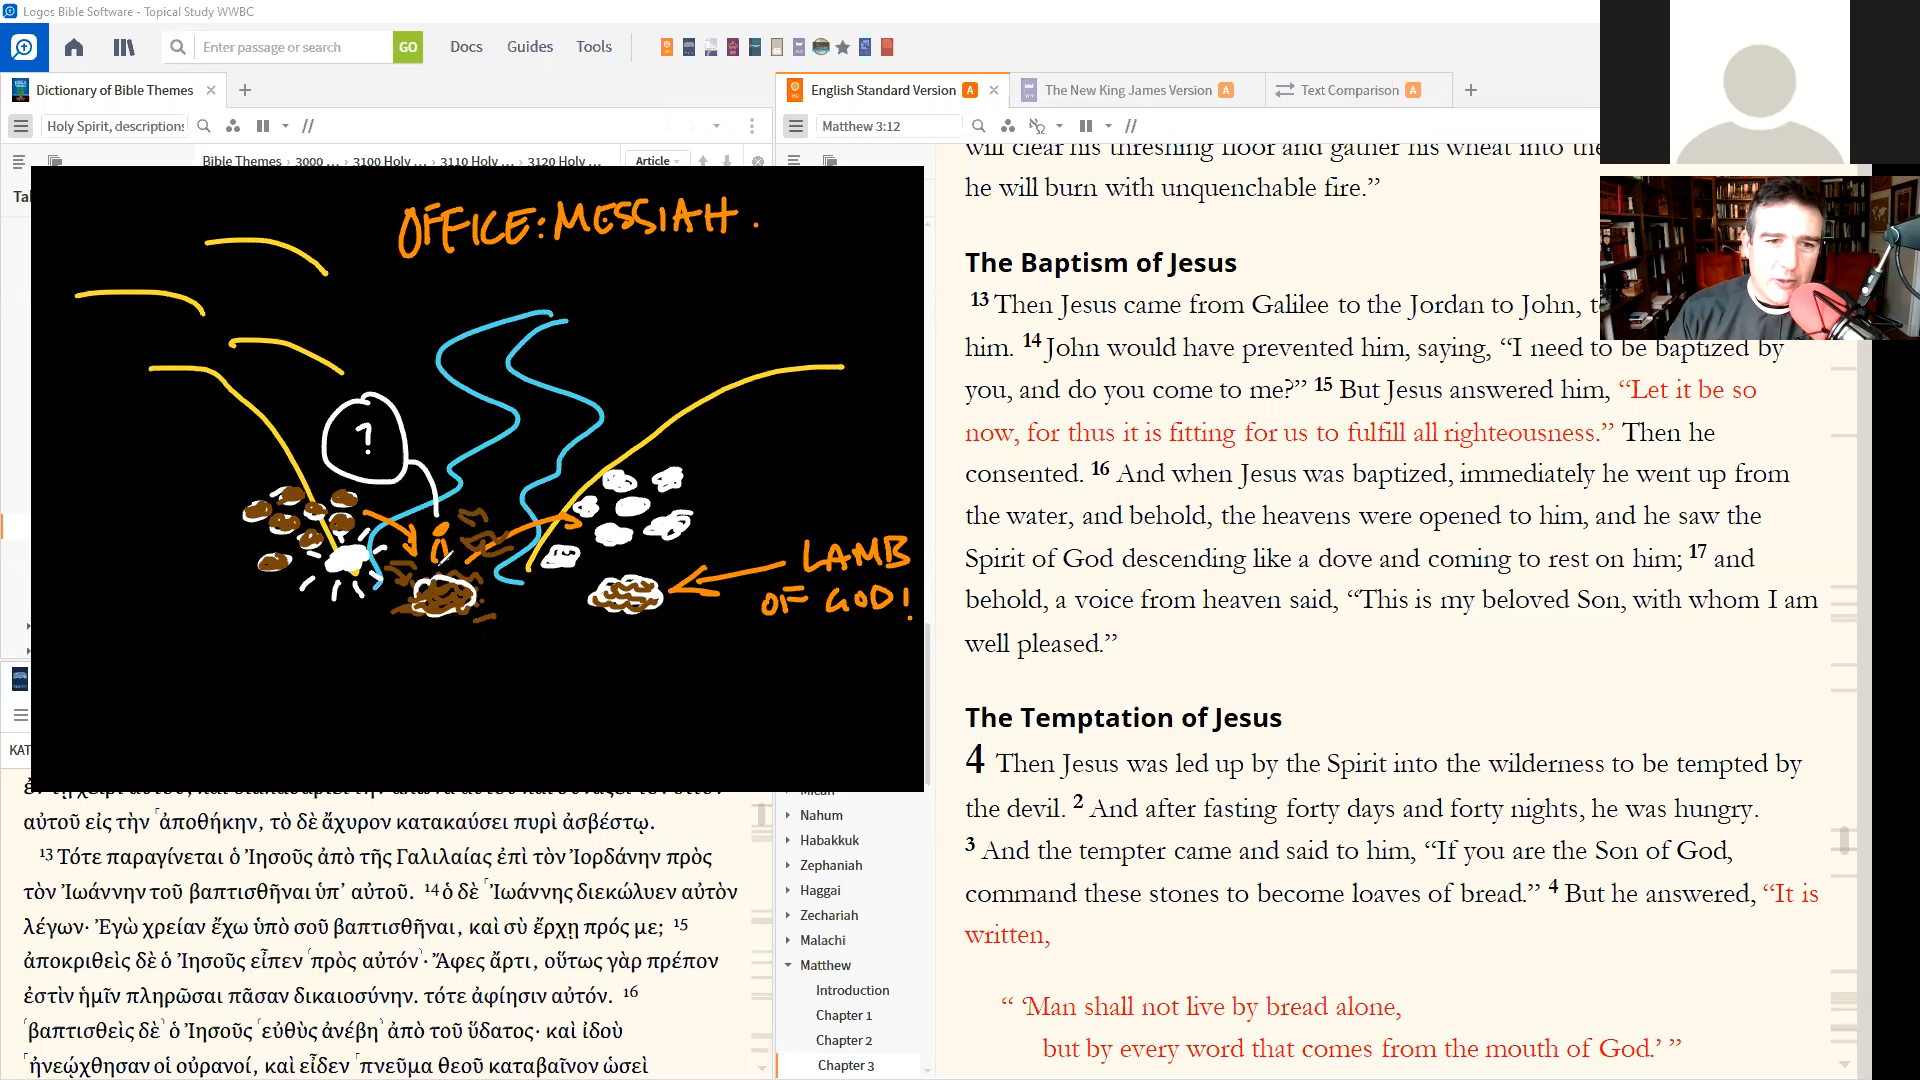 Logos Bible Software - Topical Study WWBC
Enter passage or search
GO
Docs
Guides
Tools
Dictionary of Bible Themes
Holy Spirit, descriptions
Bible Themes › 3000 ... › 3100 Holy ... › 3110 Holy ... › 3120 Holy ...
Article
OFFICE: MESSIAH.
?
LAMB
OF GOD!
αὐτοῦ εἰς τὴν ⸀ἀποθήκην, τὸ δὲ ἄχυρον κατακαύσει πυρὶ ἀσβέστῳ.
13 Τότε παραγίνεται ὁ Ἰησοῦς ἀπὸ τῆς Γαλιλαίας ἐπὶ τὸν Ἰορδάνην πρὸς
τὸν Ἰωάννην τοῦ βαπτισθῆναι ὑπ’ αὐτοῦ. 14 ὁ δὲ ⸀Ἰωάννης διεκώλυεν αὐτὸν
λέγων· Ἐγὼ χρείαν ἔχω ὑπὸ σοῦ βαπτισθῆναι, καὶ σὺ ἔρχῃ πρός με; 15
ἀποκριθεὶς δὲ ὁ Ἰησοῦς εἶπεν ⸂πρὸς αὐτόν⸃· Ἄφες ἄρτι, οὕτως γὰρ πρέπον
ἐστὶν ἡμῖν πληρῶσαι πᾶσαν δικαιοσύνην. τότε ἀφίησιν αὐτόν. 16
⸂βαπτισθεὶς δὲ⸃ ὁ Ἰησοῦς ⸂εὐθὺς ἀνέβη⸃ ἀπὸ τοῦ ὕδατος· καὶ ἰδοὺ
⸀ἠνεῴχθησαν οἱ οὐρανοί, καὶ εἶδεν ⸀πνεῦμα θεοῦ καταβαῖνον ὡσεὶ
English Standard Version A
The New King James Version A
Text Comparison A
Matthew 3:12
Nahum
Habakkuk
Zephaniah
Haggai
Zechariah
Malachi
Matthew
Introduction
Chapter 1
Chapter 2
Chapter 3
will clear his threshing floor and gather his wheat into the
he will burn with unquenchable fire.”
The Baptism of Jesus
13 Then Jesus came from Galilee to the Jordan to John,
him. 14 John would have prevented him, saying, “I need to be baptized by
you, and do you come to me?” 15 But Jesus answered him, “Let it be so
now, for thus it is fitting for us to fulfill all righteousness.” Then he
consented. 16 And when Jesus was baptized, immediately he went up from
the water, and behold, the heavens were opened to him, and he saw the
Spirit of God descending like a dove and coming to rest on him; 17 and
behold, a voice from heaven said, “This is my beloved Son, with whom I am
well pleased.”
The Temptation of Jesus
4 Then Jesus was led up by the Spirit into the wilderness to be tempted by
the devil. 2 And after fasting forty days and forty nights, he was hungry.
3 And the tempter came and said to him, “If you are the Son of God,
command these stones to become loaves of bread.” 4 But he answered, “It is
written,
“ ‘Man shall not live by bread alone,
but by every word that comes from the mouth of God.’ ”